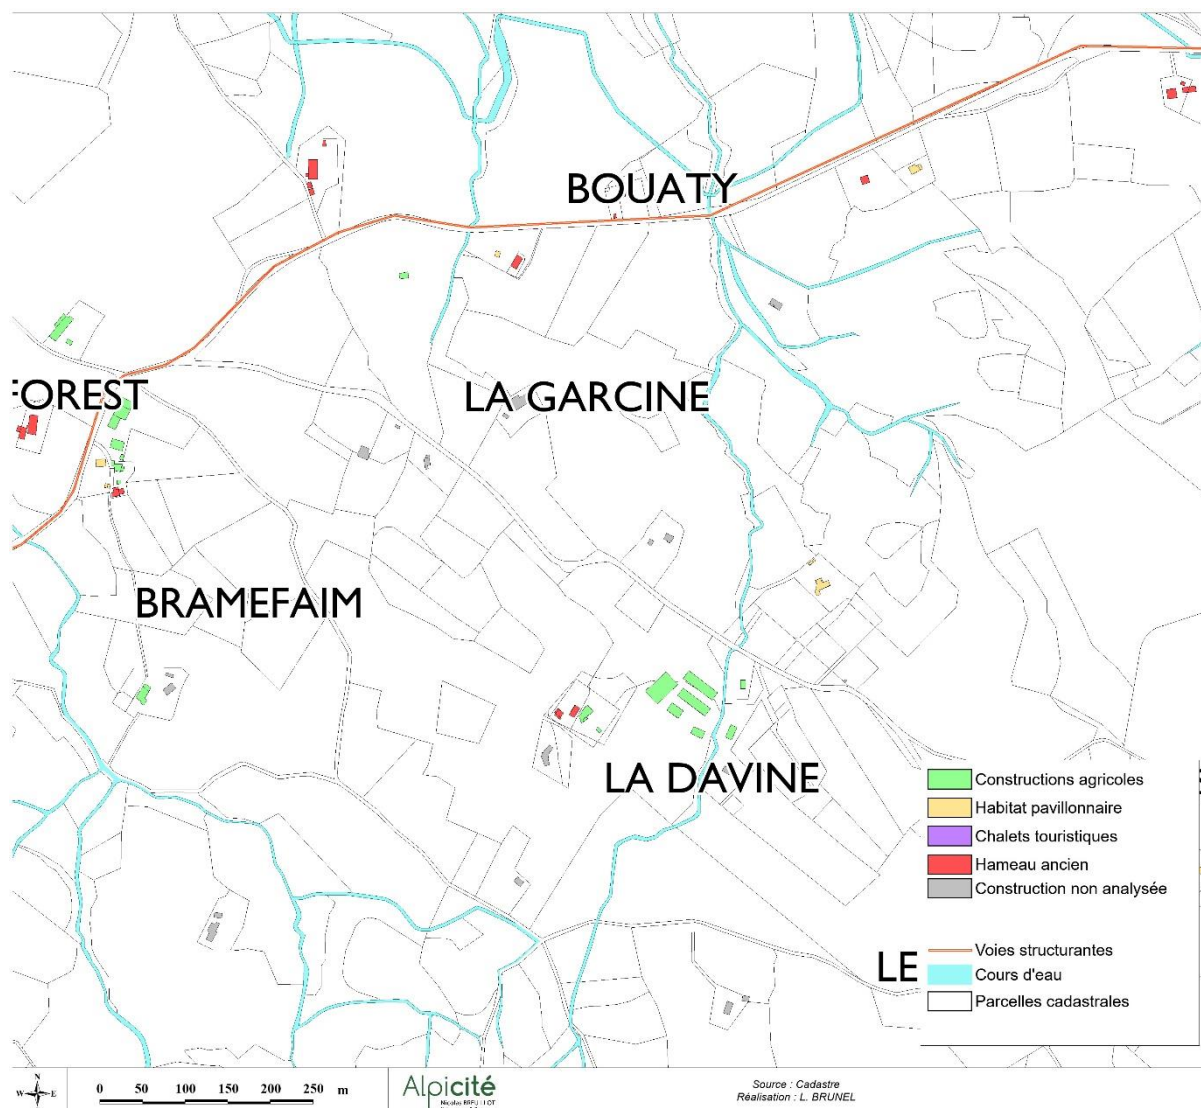 BOUATY
FOREST
LA GARCINE
BRAMEFAIM
LA DAVINE
LE
Constructions agricoles
Habitat pavillonnaire
Chalets touristiques
Hameau ancien
Construction non analysée
Voies structurantes
Cours d'eau
Parcelles cadastrales
N
W E
S
0 50 100 150 200 250 m
Alpicité
Nicolas
Source : Cadastre
Réalisation : L. BRUNEL